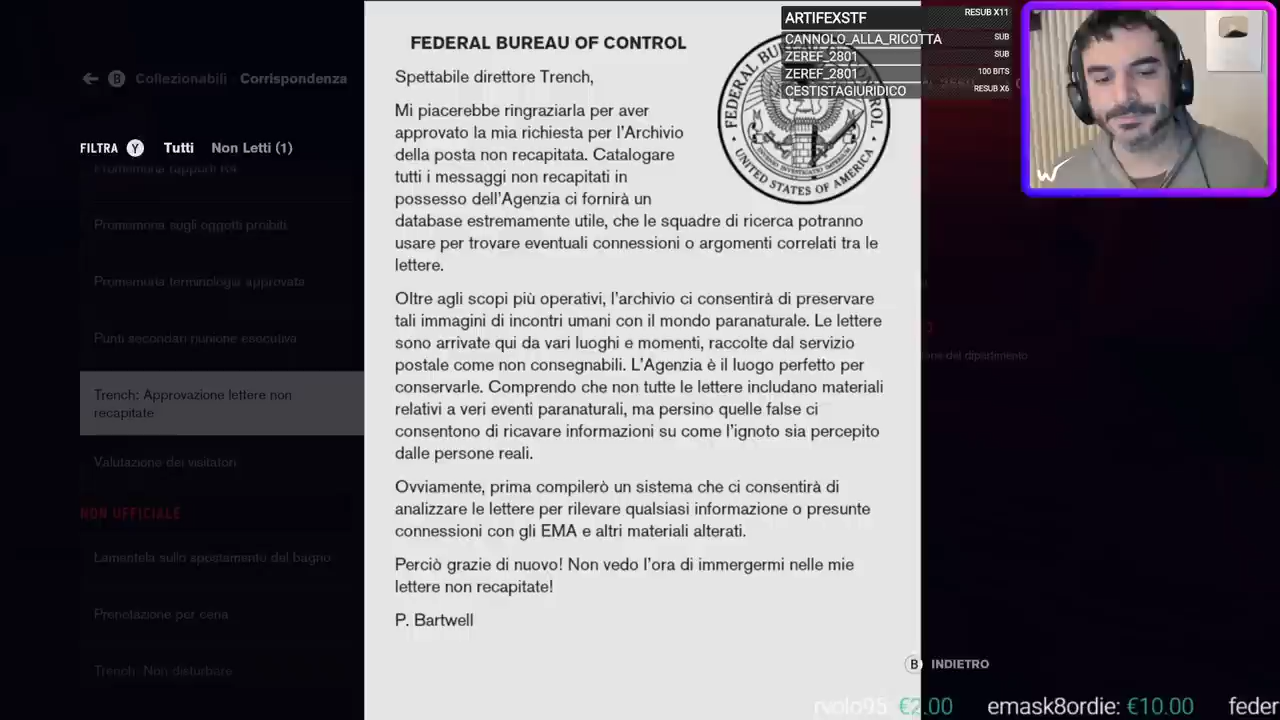 ARTIFEXSTF RESUB X11
CANNOLO_ALLA_RICOTTA SUB
ZEREF_2801 SUB
ZEREF_2801 100 BITS
CESTISTAGIURIDICO RESUB X6
B Collezionabili Corrispondenza
FILTRA Y Tutti Non Letti (1)
Promemoria sugli oggetti proibiti
Promemoria terminologia approvata
Punti secondari riunione esecutiva
Trench: Approvazione lettere non
recapitate
Valutazione dei visitatori
NON UFFICIALE
Lamentela sullo spostamento del bagno
Prenotazione per cena
Trench: Non disturbare
FEDERAL BUREAU OF CONTROL
Spettabile direttore Trench,
Mi piacerebbe ringraziarla per aver
approvato la mia richiesta per l'Archivio
della posta non recapitata. Catalogare
tutti i messaggi non recapitati in
possesso dell'Agenzia ci fornirà un
database estremamente utile, che le squadre di ricerca potranno
usare per trovare eventuali connessioni o argomenti correlati tra le
lettere.
Oltre agli scopi più operativi, l'archivio ci consentirà di preservare
tali immagini di incontri umani con il mondo paranaturale. Le lettere
sono arrivate qui da vari luoghi e momenti, raccolte dal servizio
postale come non consegnabili. L'Agenzia è il luogo perfetto per
conservarle. Comprendo che non tutte le lettere includano materiali
relativi a veri eventi paranaturali, ma persino quelle false ci
consentono di ricavare informazioni su come l'ignoto sia percepito
dalle persone reali.
Ovviamente, prima compilerò un sistema che ci consentirà di
analizzare le lettere per rilevare qualsiasi informazione o presunte
connessioni con gli EMA e altri materiali alterati.
Perciò grazie di nuovo! Non vedo l'ora di immergermi nelle mie
lettere non recapitate!
P. Bartwell
UNITED STATES OF AMERICA
one del dipartimento
B INDIETRO
rvolo95: €2.00 emask8ordie: €10.00 feder